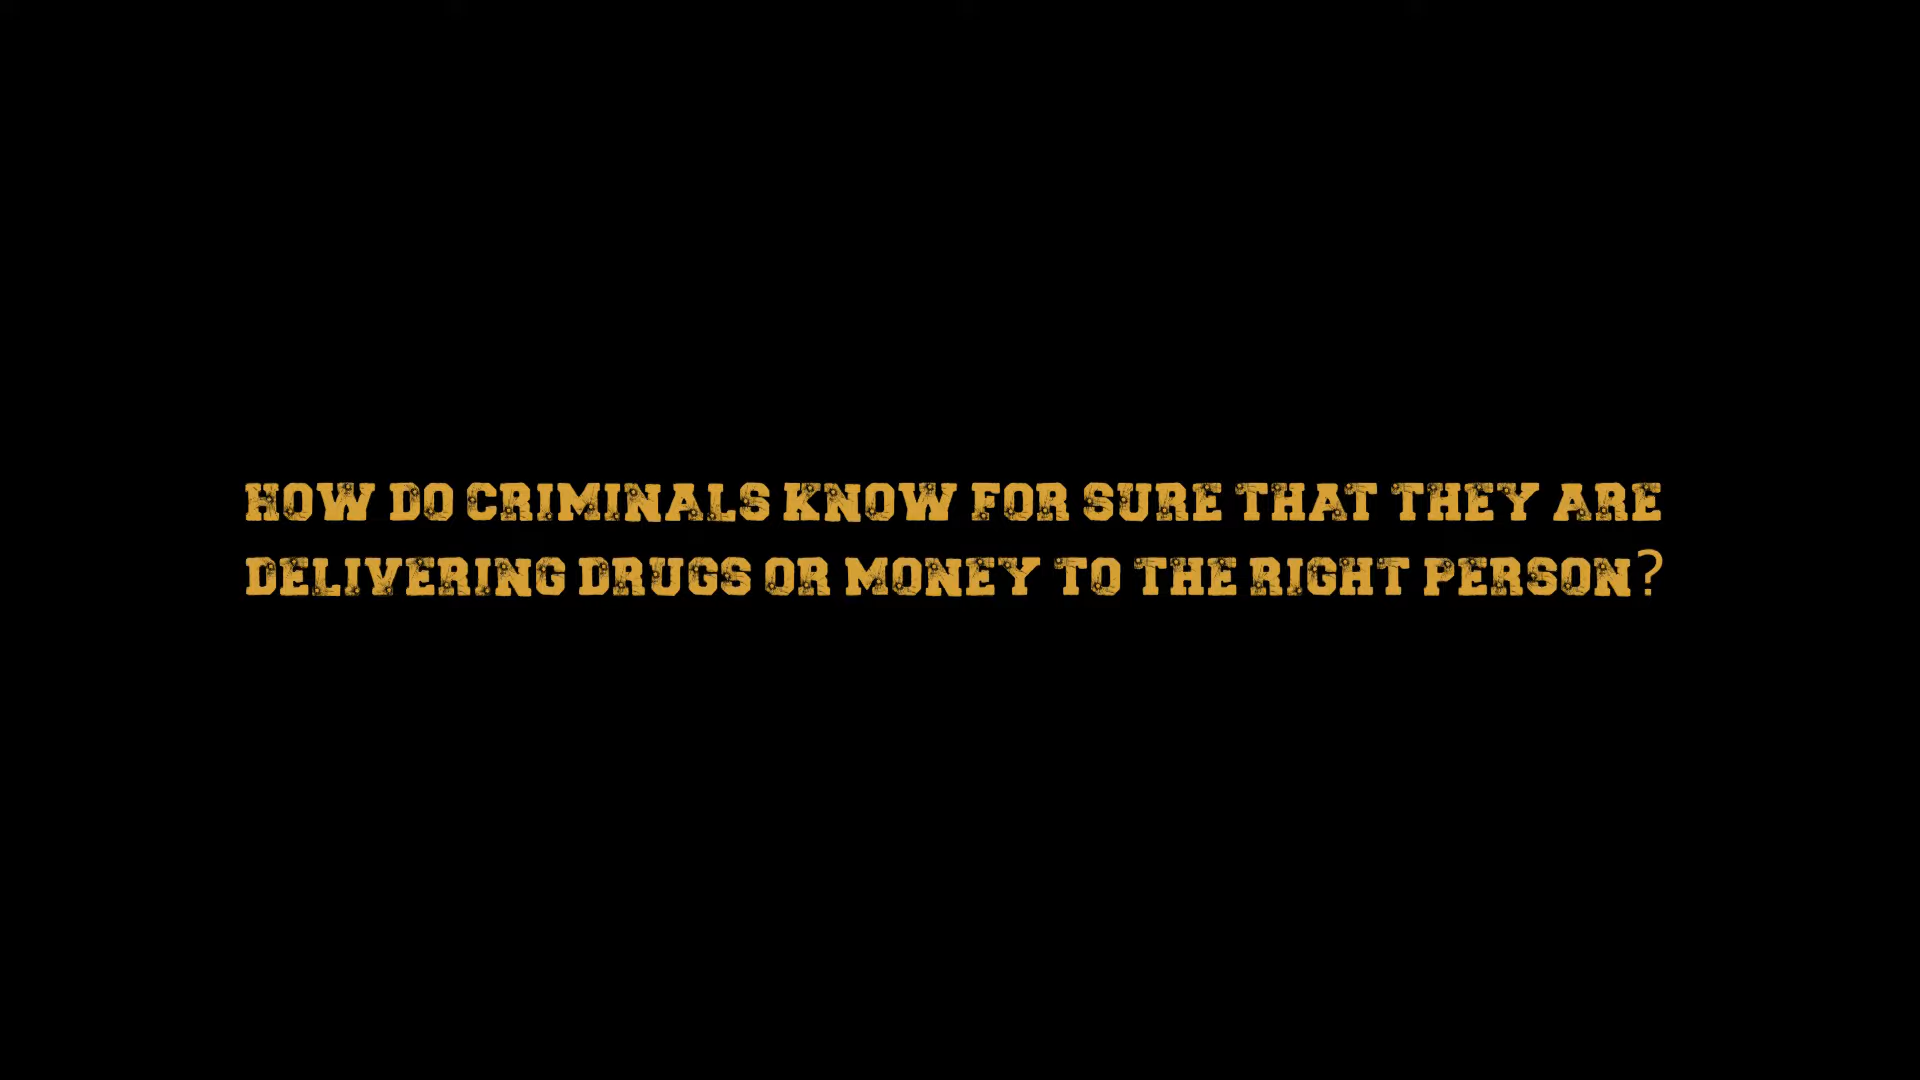 HOW DO CRIMINALS KNOW FOR SURE THAT THEY ARE
DELIVERING DRUGS OR MONEY TO THE RIGHT PERSON?